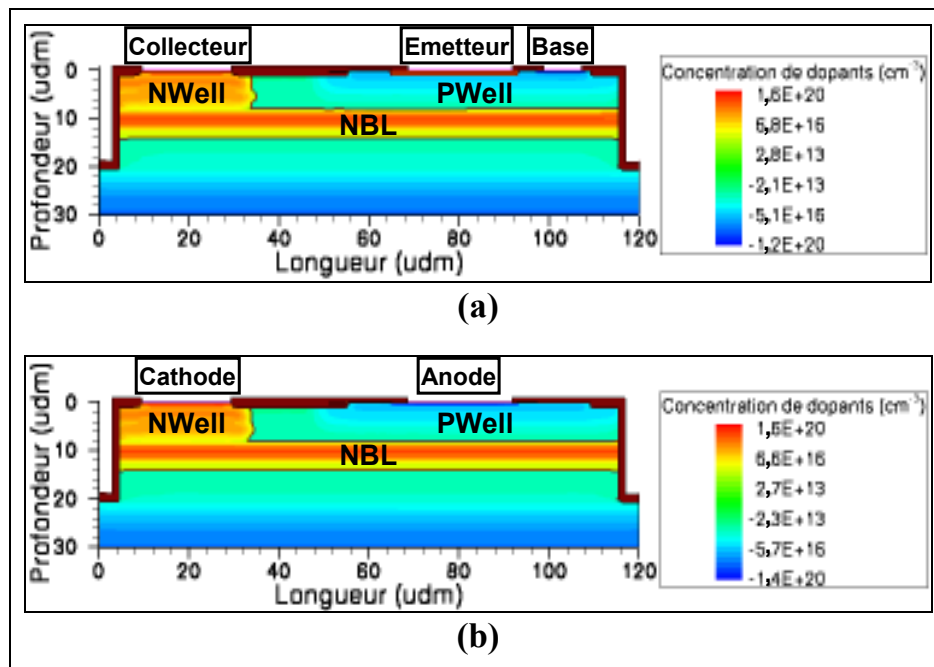 Collecteur Emetteur Base
NWell PWell
NBL
Profondeur (udm)
0
10
20
30
0 20 40 60 80 100 120
Longueur (udm)
Concentration de dopants (cm⁻³)
1,6E+20
6,8E+16
2,8E+13
-2,1E+13
-5,1E+16
-1,2E+20
(a)
Cathode Anode
NWell PWell
NBL
Profondeur (udm)
0
10
20
30
0 20 40 60 80 100 120
Longueur (udm)
Concentration de dopants (cm⁻³)
1,6E+20
6,6E+16
2,7E+13
-2,3E+13
-5,7E+16
-1,4E+20
(b)